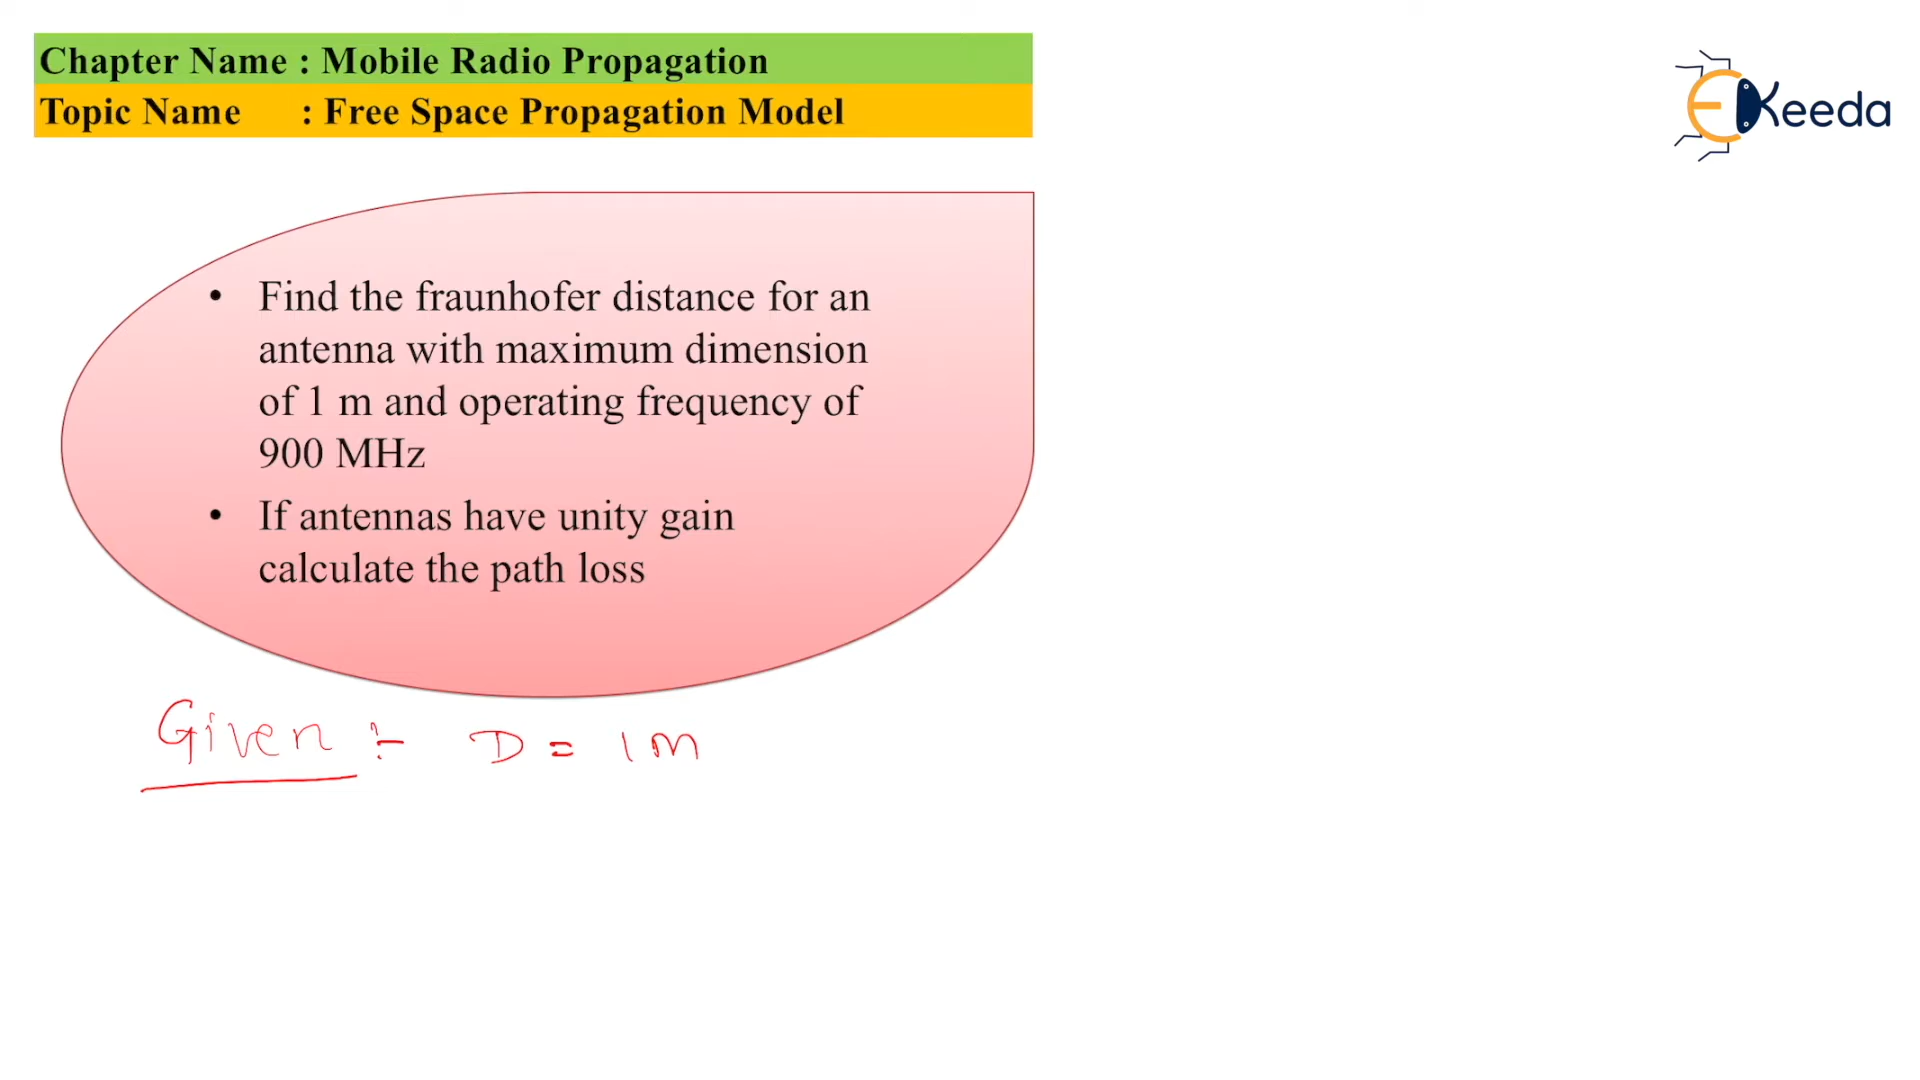 Chapter Name : Mobile Radio Propagation
Topic Name : Free Space Propagation Model
EKeeda
• Find the fraunhofer distance for an
antenna with maximum dimension
of 1 m and operating frequency of
900 MHz
• If antennas have unity gain
calculate the path loss
Given :- D = 1m